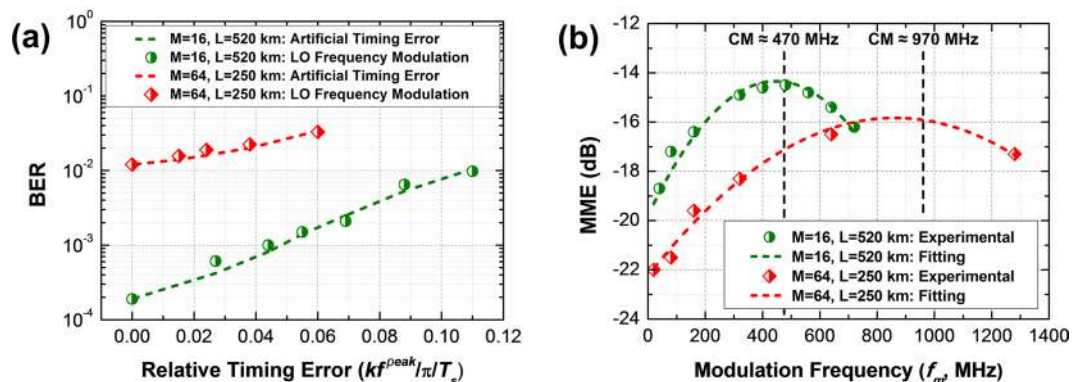 (a)
BER
10⁰
10⁻¹
10⁻²
10⁻³
10⁻⁴
M=16, L=520 km: Artificial Timing Error
M=16, L=520 km: LO Frequency Modulation
M=64, L=250 km: Artificial Timing Error
M=64, L=250 km: LO Frequency Modulation
0.00 0.02 0.04 0.06 0.08 0.10 0.12
Relative Timing Error (kf^peak/π/T_s)
(b)
MME (dB)
-12
-14
-16
-18
-20
-22
-24
CM ≈ 470 MHz CM ≈ 970 MHz
M=16, L=520 km: Experimental
M=16, L=520 km: Fitting
M=64, L=250 km: Experimental
M=64, L=250 km: Fitting
0 200 400 600 800 1000 1200 1400
Modulation Frequency (f_m, MHz)